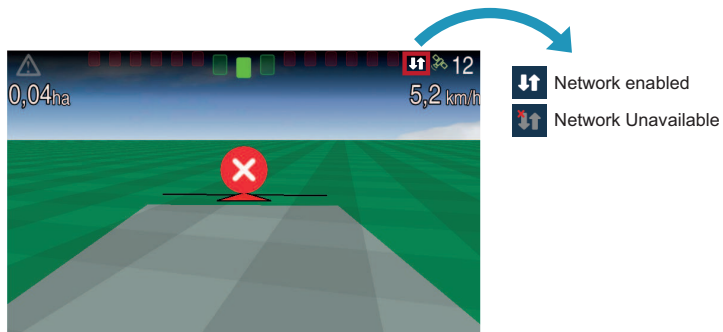 12
0,04ha
5,2 km/h
Network enabled
Network Unavailable